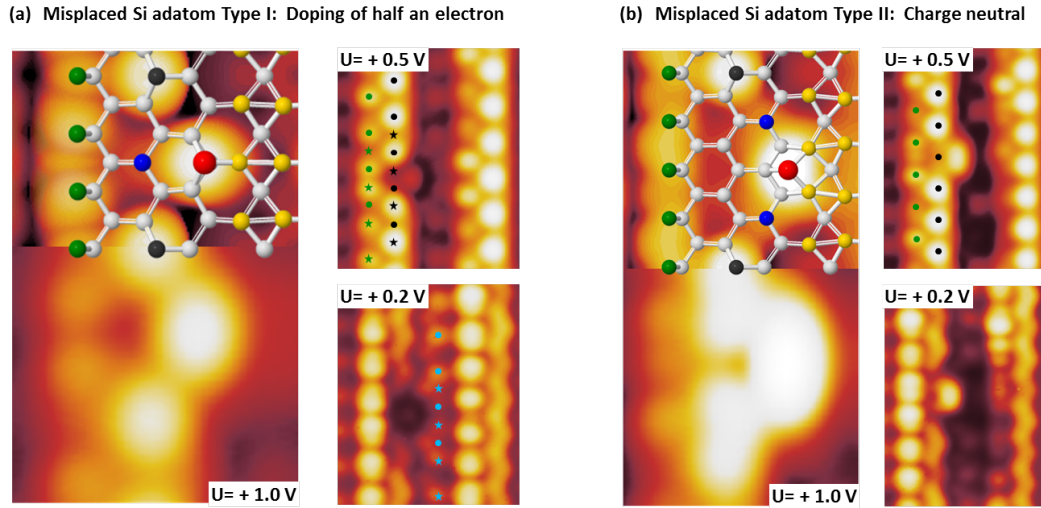 (a) Misplaced Si adatom Type I: Doping of half an electron
U= + 0.5 V
U= + 0.2 V
U= + 1.0 V
(b) Misplaced Si adatom Type II: Charge neutral
U= + 0.5 V
U= + 0.2 V
U= + 1.0 V